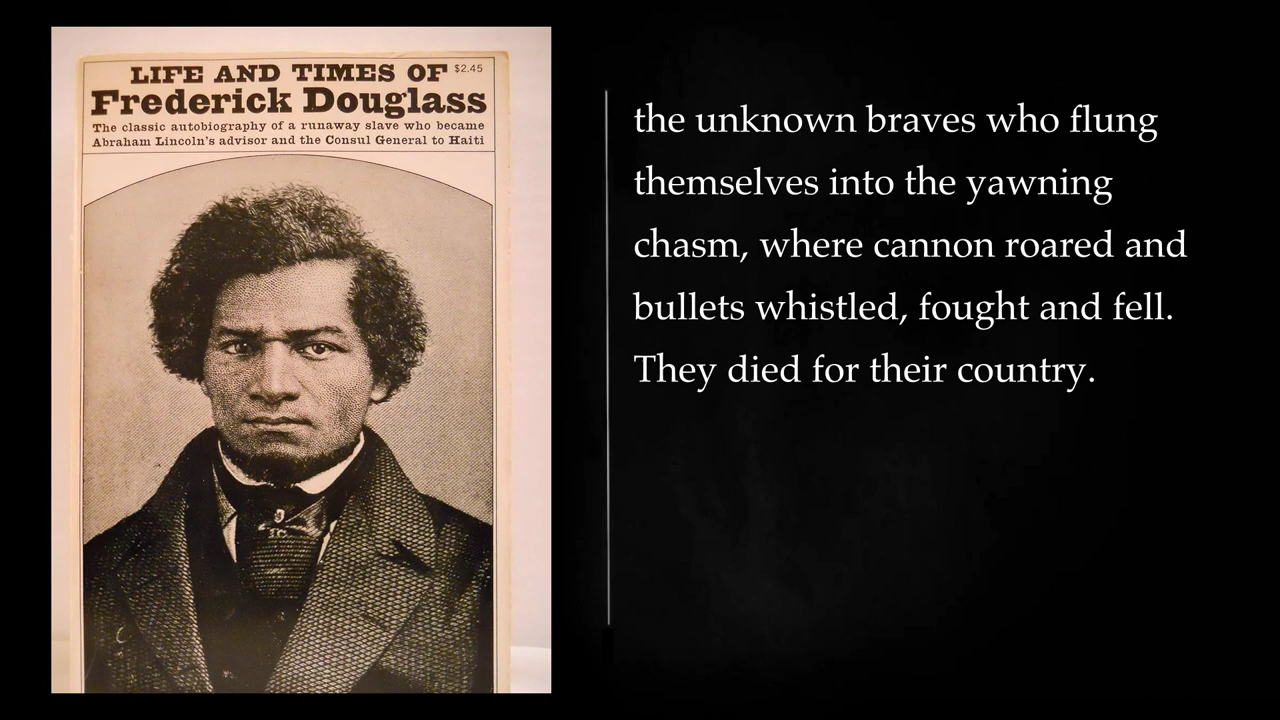 LIFE AND TIMES OF $2.45
Frederick Douglass
The classic autobiography of a runaway slave who became
Abraham Lincoln's advisor and the Consul General to Haiti
the unknown braves who flung
themselves into the yawning
chasm, where cannon roared and
bullets whistled, fought and fell.
They died for their country.